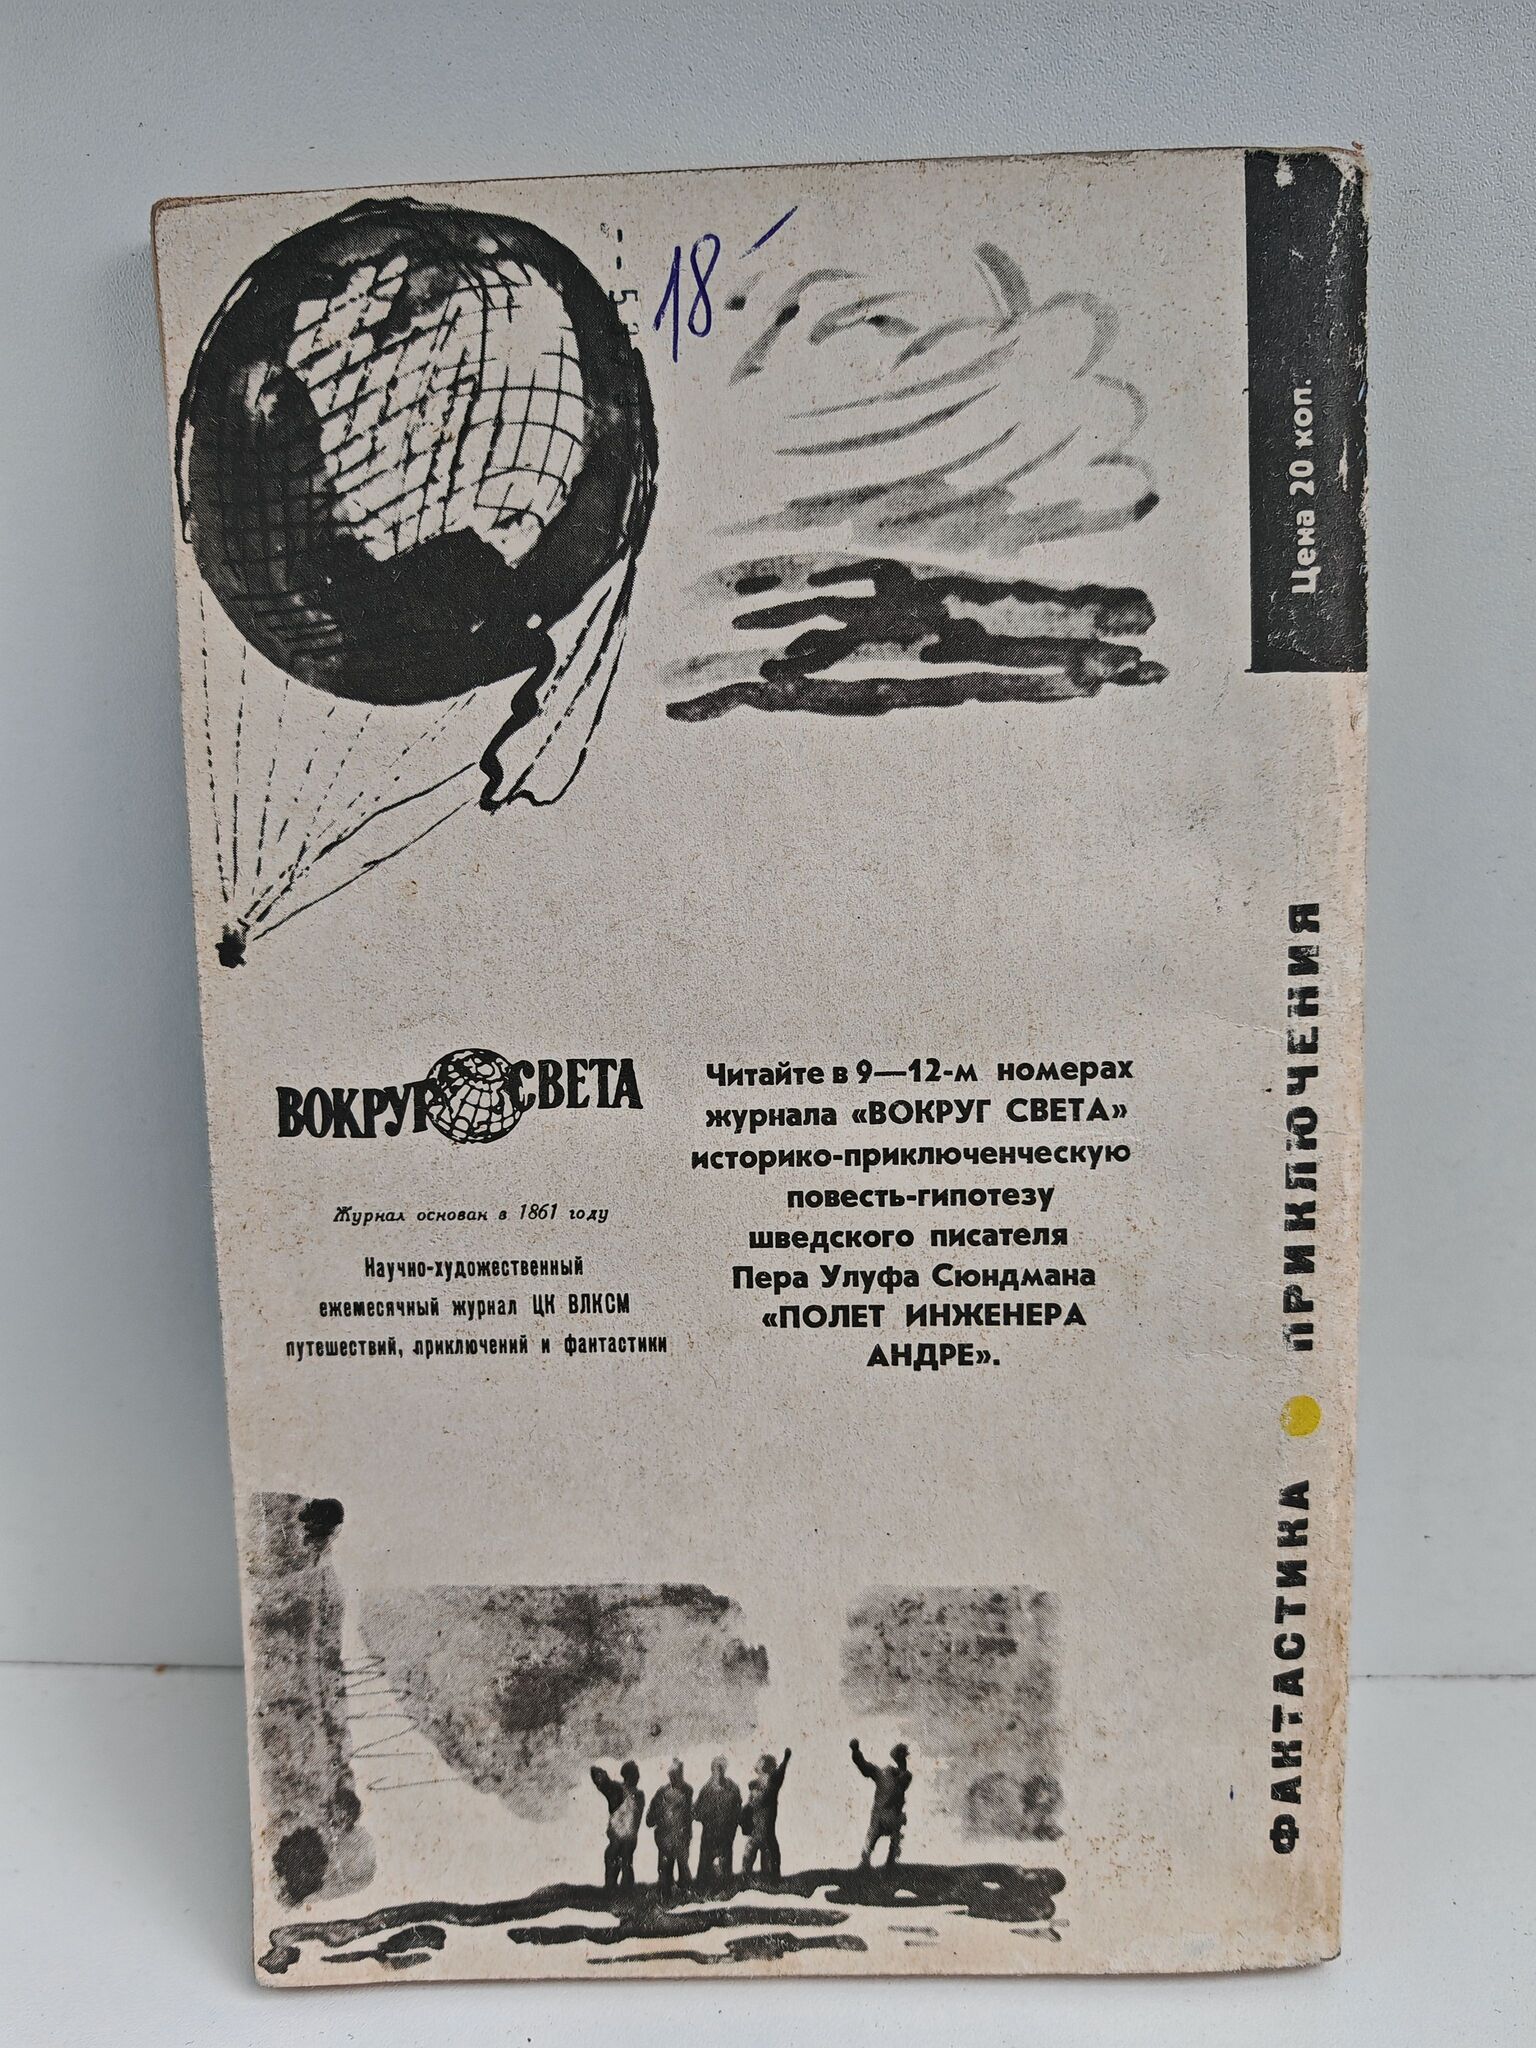 18-
Цена 20 коп.
ВОКРУГ СВЕТА
Журнал основан в 1861 году
Научно-художественный
ежемесячный журнал ЦК ВЛКСМ
путешествий, приключений и фантастики
Читайте в 9—12-м номерах
журнала «ВОКРУГ СВЕТА»
историко-приключенческую
повесть-гипотезу
шведского писателя
Пера Улуфа Сюндмана
«ПОЛЕТ ИНЖЕНЕРА
АНДРЕ».
ФАНТАСТИКА • ПРИКЛЮЧЕНИЯ